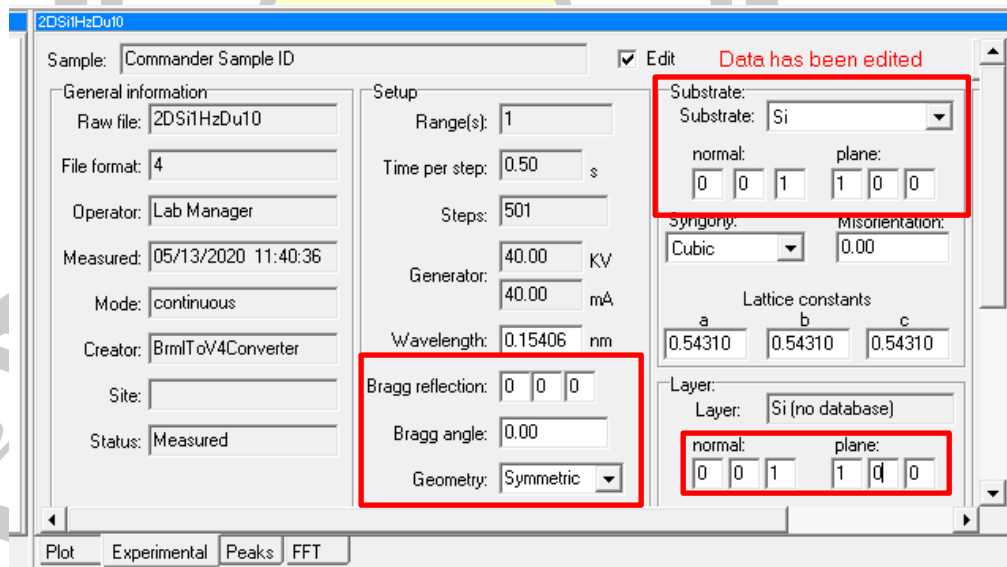 2DSi1HzDu10
Sample: Commander Sample ID
Edit Data has been edited
General information
Raw file: 2DSi1HzDu10
File format: 4
Operator: Lab Manager
Measured: 05/13/2020 11:40:36
Mode: continuous
Creator: BrmlToV4Converter
Site:
Status: Measured
Setup
Range(s): 1
Time per step: 0.50 s
Steps: 501
Generator: 40.00 KV
40.00 mA
Wavelength: 0.15406 nm
Bragg reflection: 0 0 0
Bragg angle: 0.00
Geometry: Symmetric
Substrate:
Substrate: Si
normal: plane:
0 0 1 1 0 0
Syngony: Misorientation:
Cubic 0.00
Lattice constants
a b c
0.54310 0.54310 0.54310
Layer:
Layer: Si (no database)
normal: plane:
0 0 1 1 0 0
Plot Experimental Peaks FFT